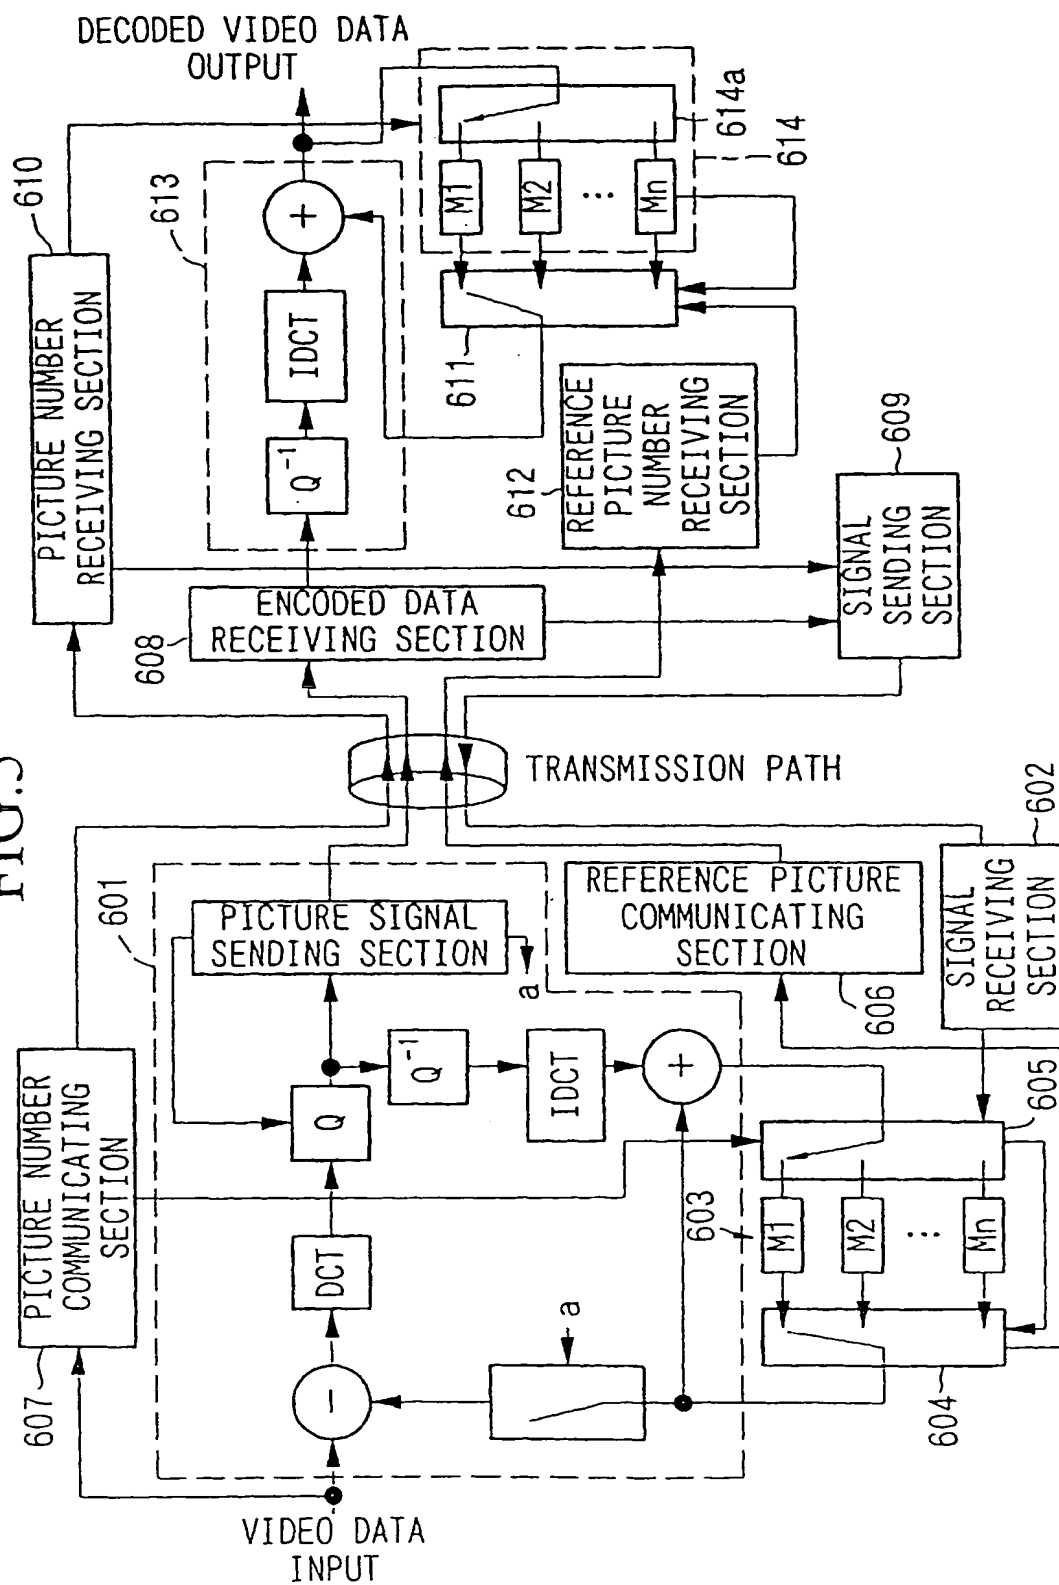 FIG.5
DECODED VIDEO DATA
OUTPUT
610
PICTURE NUMBER
RECEIVING SECTION
613
+
IDCT
Q⁻¹
M1
M2
...
Mn
614a
614
611
612
REFERENCE
PICTURE
NUMBER
RECEIVING
SECTION
609
SIGNAL
SENDING
SECTION
608
ENCODED DATA
RECEIVING SECTION
TRANSMISSION PATH
601
PICTURE SIGNAL
SENDING SECTION
a
REFERENCE PICTURE
COMMUNICATING
SECTION
606
602
SIGNAL
RECEIVING
SECTION
607
PICTURE NUMBER
COMMUNICATING
SECTION
Q
Q⁻¹
IDCT
+
DCT
−
a
605
603
M1
M2
...
Mn
604
VIDEO DATA
INPUT